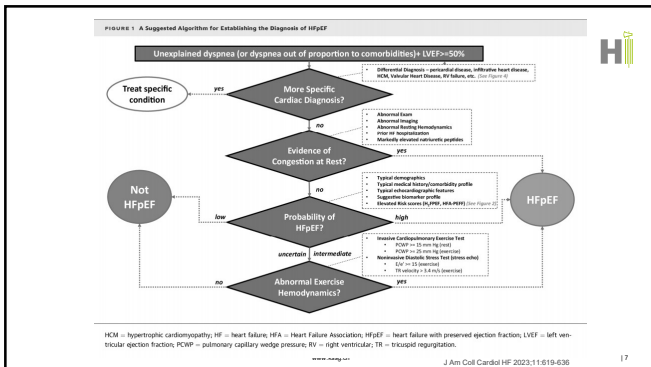 FIGURE 1 A Suggested Algorithm for Establishing the Diagnosis of HFpEF
Unexplained dyspnea (or dyspnea out of proportion to comorbidities)+ LVEF>=50%
Hi
• Differential Diagnosis – pericardial disease, infiltrative heart disease,
HCM, Valvular Heart Disease, RV failure, etc. (See Figure 4)
Treat specific
condition
yes
More Specific
Cardiac Diagnosis?
no
• Abnormal Exam
• Abnormal Imaging
• Abnormal Resting Hemodynamics
• Prior HF hospitalization
• Markedly elevated natriuretic peptides
Evidence of
Congestion at Rest?
yes
no
• Typical demographics
• Typical medical history/comorbidity profile
• Typical echocardiographic features
• Suggestive biomarker profile
• Elevated Risk scores (H₂FPEF, HFA-PEFF) (See Figure 3)
Not
HFpEF
HFpEF
low
Probability of
HFpEF?
high
uncertain
intermediate
• Invasive Cardiopulmonary Exercise Test
• PCWP >= 15 mm Hg (rest)
• PCWP >= 25 mm Hg (exercise)
• Noninvasive Diastolic Stress Test (stress echo)
• E/e' >= 15 (exercise)
• TR velocity > 3.4 m/s (exercise)
no
Abnormal Exercise
Hemodynamics?
yes
HCM = hypertrophic cardiomyopathy; HF = heart failure; HFA = Heart Failure Association; HFpEF = heart failure with preserved ejection fraction; LVEF = left ven-
tricular ejection fraction; PCWP = pulmonary capillary wedge pressure; RV = right ventricular; TR = tricuspid regurgitation.
J Am Coll Cardiol HF 2023;11:619-636
| 7